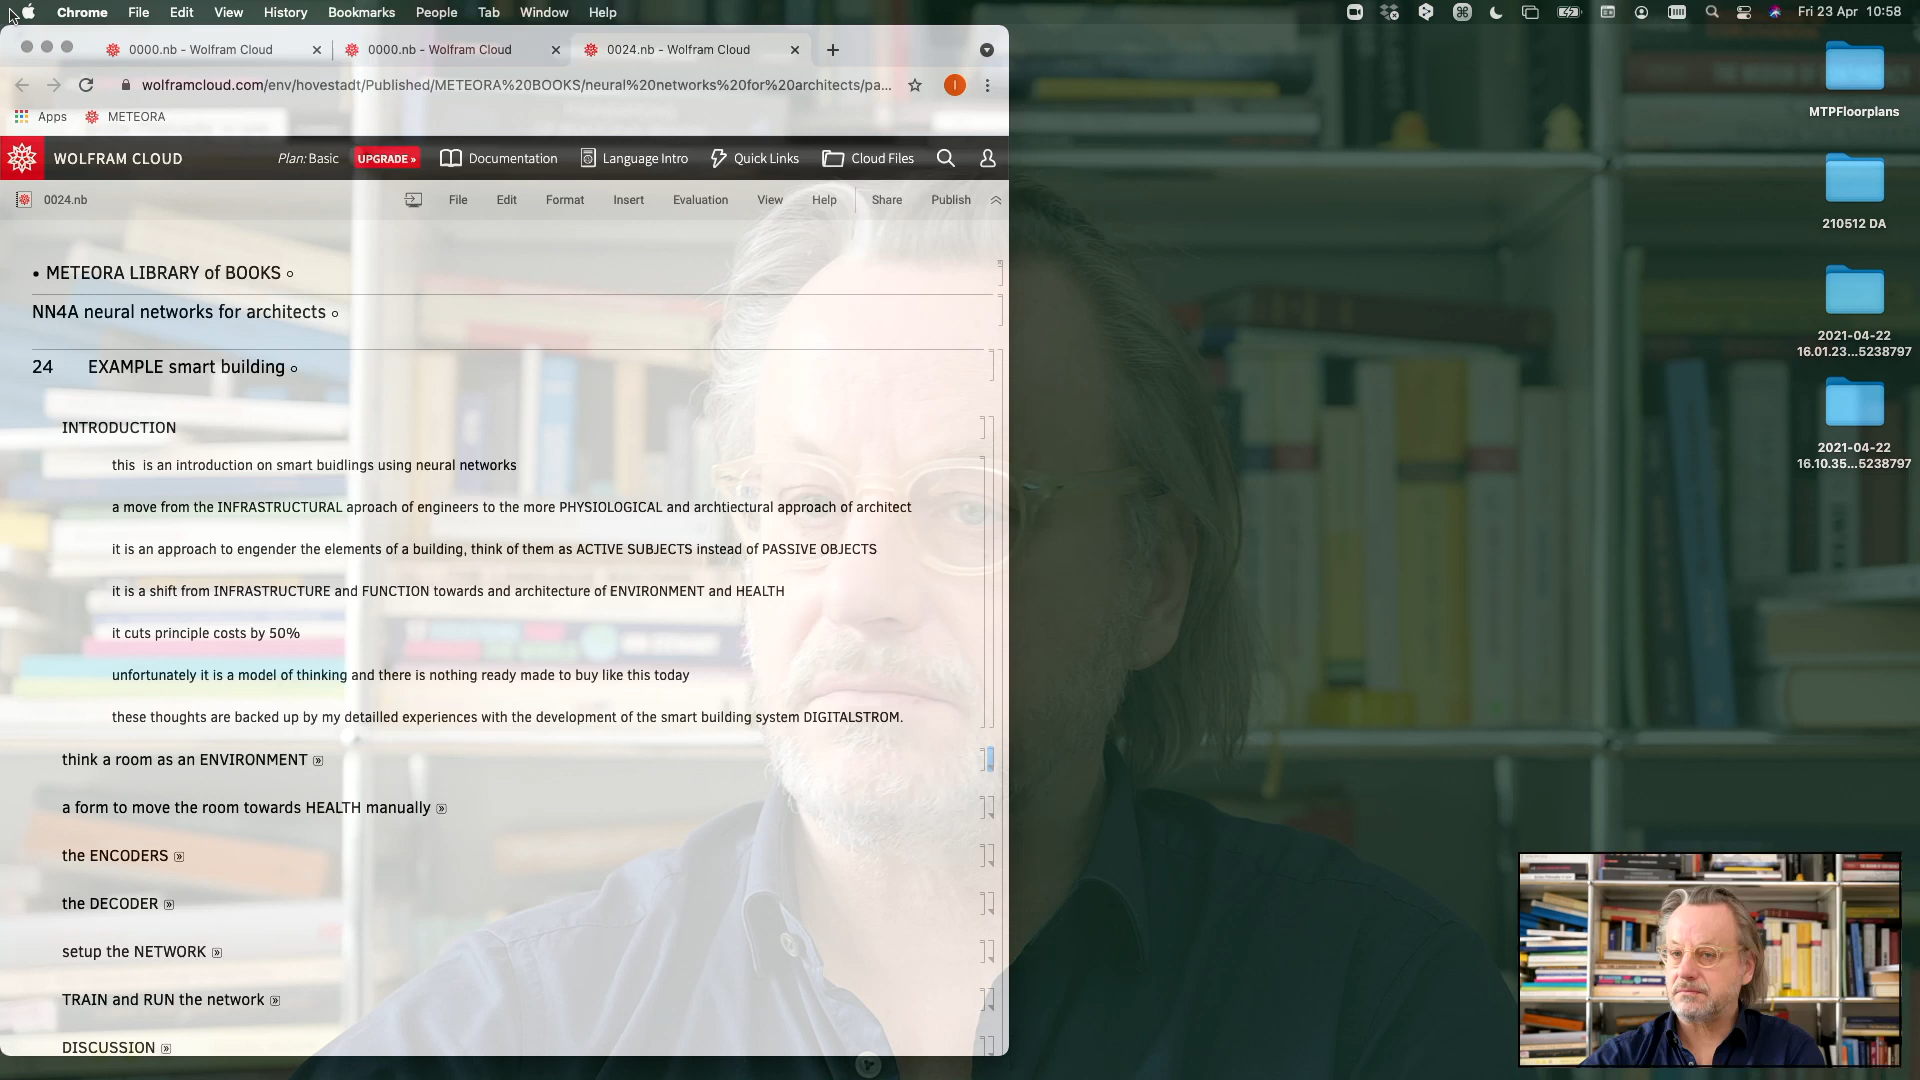 Chrome File Edit View History Bookmarks People Tab Window Help
Fri 23 Apr 10:58
0000.nb - Wolfram Cloud
0000.nb - Wolfram Cloud
0024.nb - Wolfram Cloud
wolframcloud.com/env/hovestadt/Published/METEORA%20BOOKS/neural%20networks%20for%20architects/pa...
I
Apps METEORA
WOLFRAM CLOUD
Plan: Basic UPGRADE » Documentation Language Intro Quick Links Cloud Files
0024.nb
File Edit Format Insert Evaluation View Help Share Publish
• METEORA LIBRARY of BOOKS
NN4A neural networks for architects
24 EXAMPLE smart building
INTRODUCTION
this is an introduction on smart buidlings using neural networks
a move from the INFRASTRUCTURAL aproach of engineers to the more PHYSIOLOGICAL and archtiectural approach of architect
it is an approach to engender the elements of a building, think of them as ACTIVE SUBJECTS instead of PASSIVE OBJECTS
it is a shift from INFRASTRUCTURE and FUNCTION towards and architecture of ENVIRONMENT and HEALTH
it cuts principle costs by 50%
unfortunately it is a model of thinking and there is nothing ready made to buy like this today
these thoughts are backed up by my detailled experiences with the development of the smart building system DIGITALSTROM.
think a room as an ENVIRONMENT
a form to move the room towards HEALTH manually
the ENCODERS
the DECODER
setup the NETWORK
TRAIN and RUN the network
DISCUSSION
MTPFloorplans
210512 DA
2021-04-22
16.01.23...5238797
2021-04-22
16.10.35...5238797